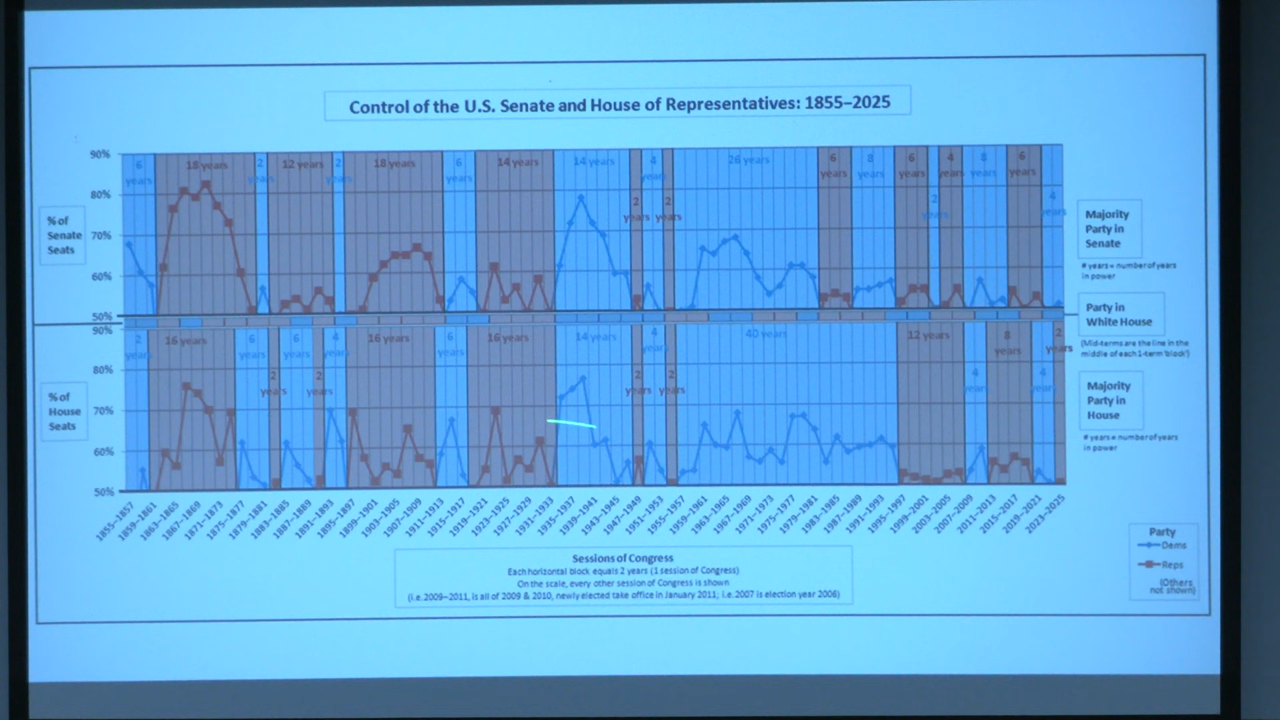 Control of the U.S. Senate and House of Representatives: 1855–2025
90%
80%
70%
60%
50%
% of
Senate
Seats
6
years
18 years
2
years
12 years
2
years
18 years
6
years
14 years
14 years
2
years
4
years
2
years
26 years
6
years
8
years
6
years
2
years
4
years
8
years
6
years
4
years
Majority
Party in
Senate
# years = number of years
in power
Party in
White House
(Mid-terms are the line in the
middle of each 1-term 'block')
90%
80%
70%
60%
50%
% of
House
Seats
2
years
16 years
6
years
2
years
6
years
2
years
4
years
16 years
6
years
16 years
14 years
2
years
4
years
2
years
40 years
12 years
4
years
8
years
4
years
2
years
Majority
Party in
House
# years = number of years
in power
1855–1857
1859–1861
1863–1865
1867–1869
1871–1873
1875–1877
1879–1881
1883–1885
1887–1889
1891–1893
1895–1897
1899–1901
1903–1905
1907–1909
1911–1913
1915–1917
1919–1921
1923–1925
1927–1929
1931–1933
1935–1937
1939–1941
1943–1945
1947–1949
1951–1953
1955–1957
1959–1961
1963–1965
1967–1969
1971–1973
1975–1977
1979–1981
1983–1985
1987–1989
1991–1993
1995–1997
1999–2001
2003–2005
2007–2009
2011–2013
2015–2017
2019–2021
2023–2025
Sessions of Congress
Each horizontal block equals 2 years (1 session of Congress)
On the scale, every other session of Congress is shown
(i.e. 2009–2011, is all of 2009 & 2010, newly elected take office in January 2011; i.e. 2007 is election year 2006)
Party
Dems
Reps
(Others
not shown)